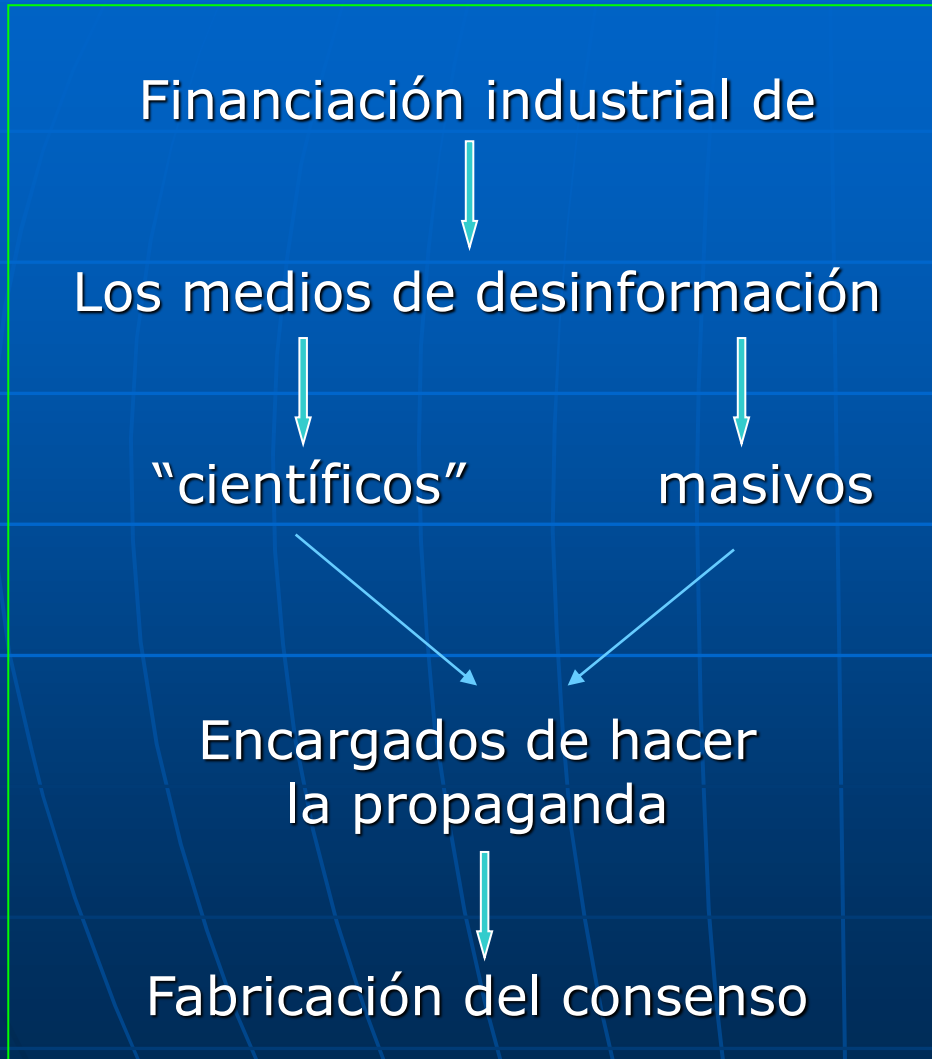 Financiación industrial de
Los medios de desinformación
“científicos” masivos
Encargados de hacer
la propaganda
Fabricación del consenso